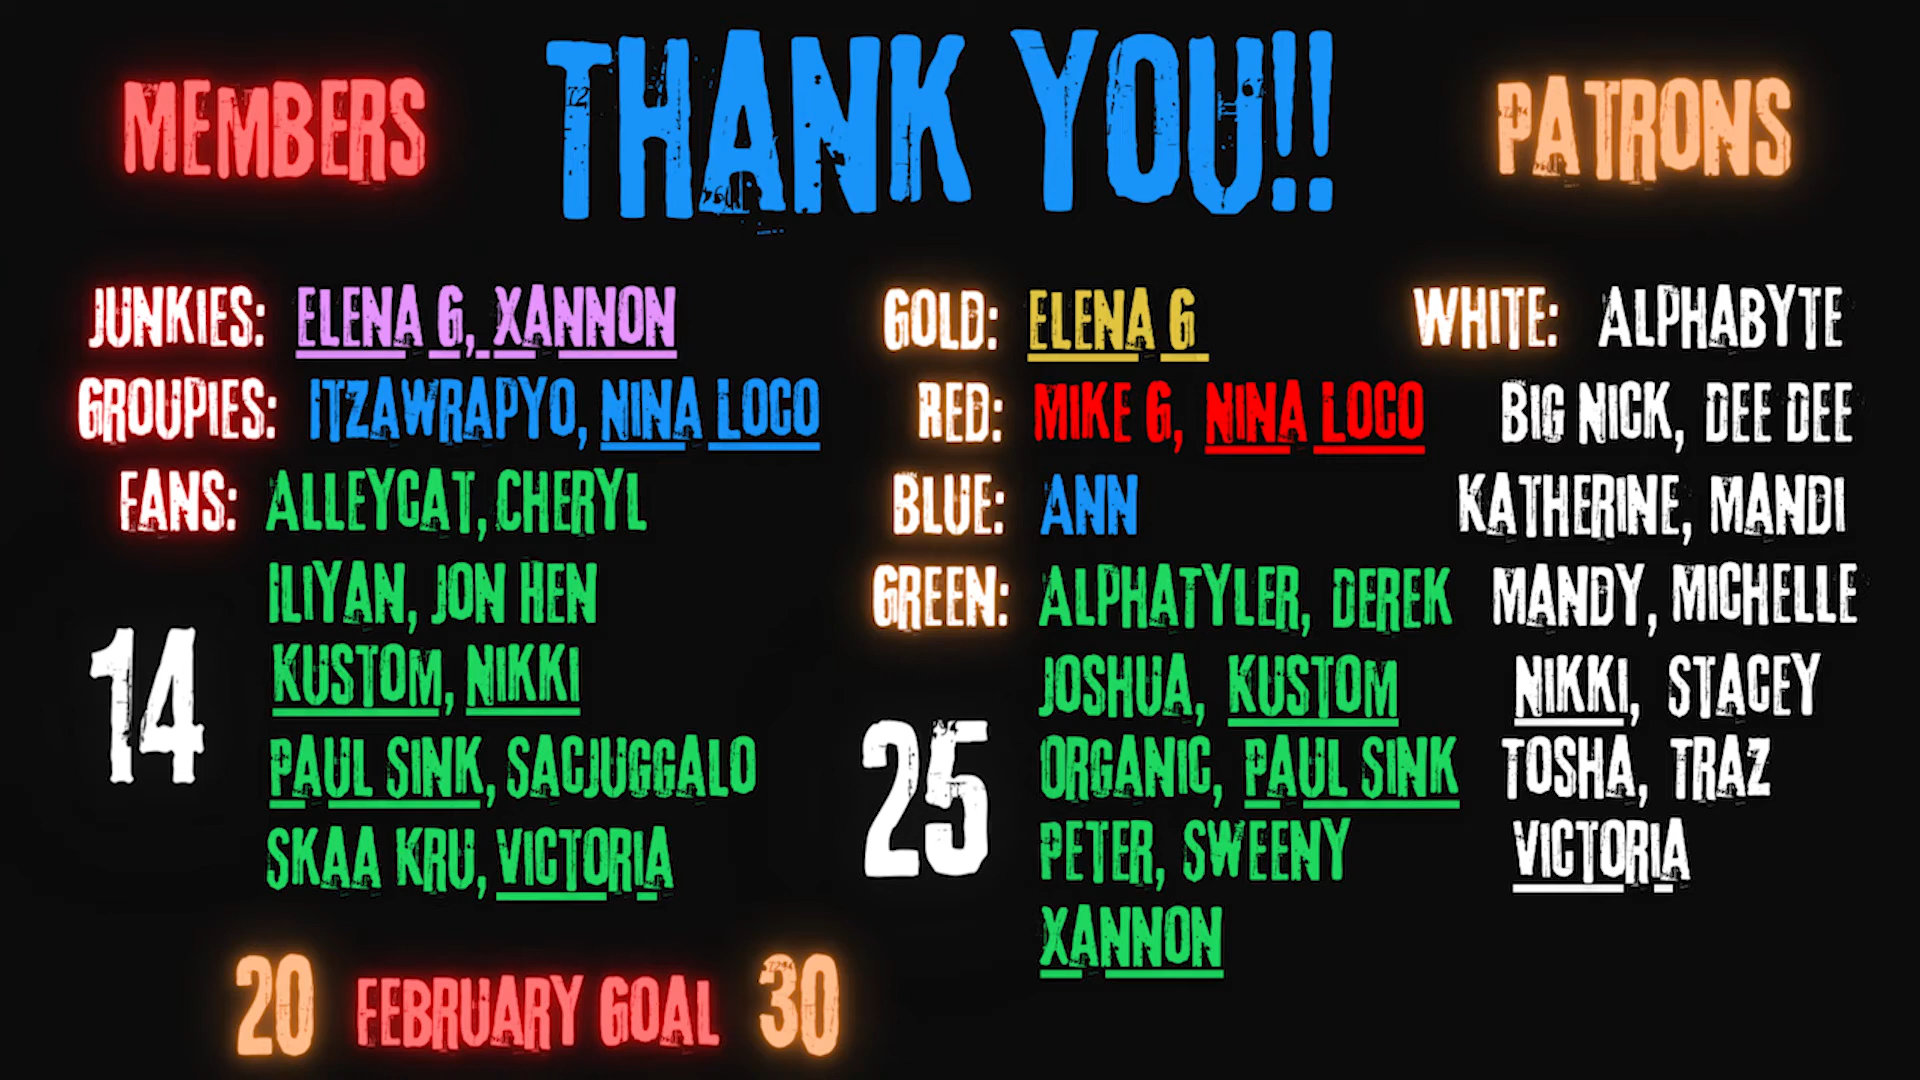 MEMBERS
THANK YOU!!
PATRONS
JUNKIES: ELENA G, XANNON
GROUPIES: ITZAWRAPYO, NINA LOCO
FANS: ALLEYCAT, CHERYL
ILIYAN, JON HEN
KUSTOM, NIKKI
PAUL SINK, SACJUGGALO
SKAA KRU, VICTORIA
14
GOLD: ELENA G
RED: MIKE G, NINA LOCO
BLUE: ANN
GREEN: ALPHATYLER, DEREK
JOSHUA, KUSTOM
ORGANIC, PAUL SINK
PETER, SWEENY
XANNON
25
WHITE: ALPHABYTE
BIG NICK, DEE DEE
KATHERINE, MANDI
MANDY, MICHELLE
NIKKI, STACEY
TOSHA, TRAZ
VICTORIA
20 FEBRUARY GOAL 30